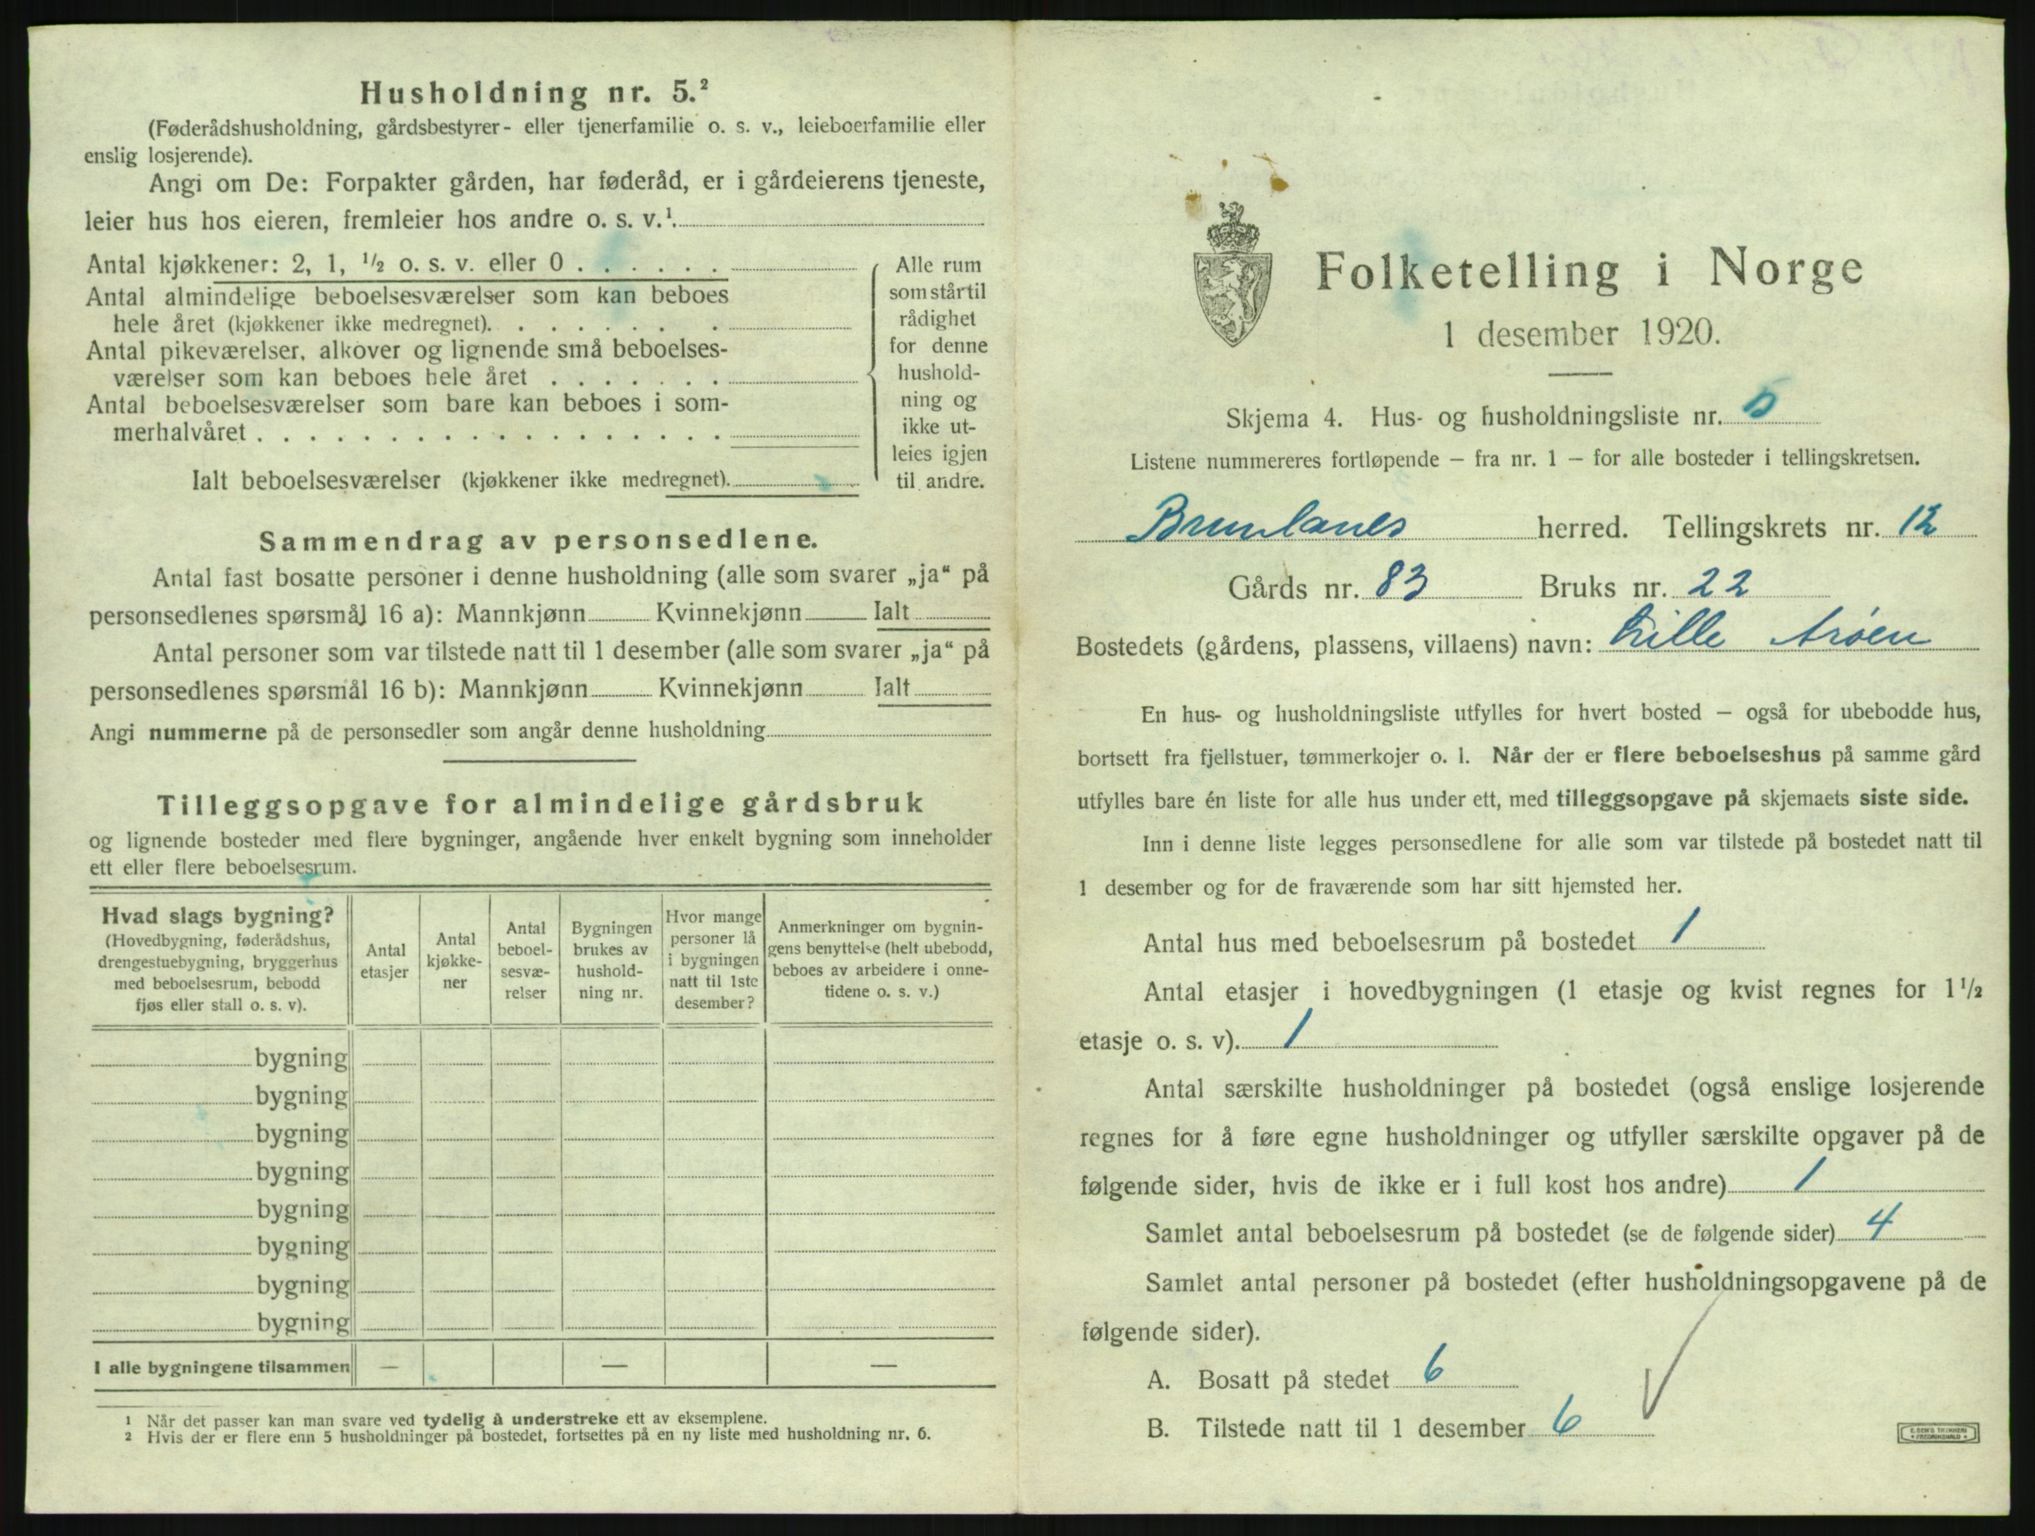 Husholdning nr. 5.²
(Føderådshusholdning, gårdsbestyrer- eller tjenerfamilie o. s. v., leieboerfamilie eller
enslig losjerende).
Angi om De: Forpakter gården, har føderåd, er i gårdeierens tjeneste,
leier hus hos eieren, fremleier hos andre o. s. v.¹.
Antal kjøkkener: 2, 1, ½ o. s. v. eller 0 . . . . . .
Antal almindelige beboelsesværelser som kan beboes
hele året (kjøkkener ikke medregnet). . . . . . . .
Antal pikeværelser, alkover og lignende små beboelses-
værelser som kan beboes hele året . . . . . . .
Antal beboelsesværelser som bare kan beboes i som-
merhalvåret . . . . . . . . . . . . . . . . . .
Ialt beboelsesværelser (kjøkkener ikke medregnet).
Alle rum
som står til
rådighet
for denne
hushold-
ning og
ikke ut-
leies igjen
til andre.
Sammendrag av personsedlene.
Antal fast bosatte personer i denne husholdning (alle som svarer „ja“ på
personsedlenes spørsmål 16 a): Mannkjønn Kvinnekjønn Ialt
Antal personer som var tilstede natt til 1 desember (alle som svarer „ja“ på
personsedlenes spørsmål 16 b): Mannkjønn Kvinnekjønn Ialt
Angi nummerne på de personsedler som angår denne husholdning
Tilleggsopgave for almindelige gårdsbruk
og lignende bosteder med flere bygninger, angående hver enkelt bygning som inneholder
ett eller flere beboelsesrum.
Hvad slags bygning?
(Hovedbygning, føderådshus,
drengestuebygning, bryggerhus
med beboelsesrum, bebodd
fjøs eller stall o. s. v).
Antal
etasjer
Antal
kjøkke-
ner
Antal
beboel-
sesvæ-
relser
Bygningen
brukes av
hushold-
ning nr.
Hvor mange
personer lå
i bygningen
natt til 1ste
desember?
Anmerkninger om bygnin-
gens benyttelse (helt ubebodd,
beboes av arbeidere i onne-
tidene o. s. v.)
bygning
bygning
bygning
bygning
bygning
bygning
bygning
bygning
I alle bygningene tilsammen — — —
¹ Når det passer kan man svare ved tydelig å understreke ett av eksemplene.
² Hvis der er flere enn 5 husholdninger på bostedet, fortsettes på en ny liste med husholdning nr. 6.
Folketelling i Norge
1 desember 1920.
Skjema 4. Hus- og husholdningsliste nr. 5
Listene nummereres fortløpende – fra nr. 1 – for alle bosteder i tellingskretsen.
Brunlanes herred. Tellingskrets nr. 12
Gårds nr. 83 Bruks nr. 22
Bostedets (gårdens, plassens, villaens) navn: Lille Arøen
En hus- og husholdningsliste utfylles for hvert bosted – også for ubebodde hus,
bortsett fra fjellstuer, tømmerkojer o. l. Når der er flere beboelseshus på samme gård
utfylles bare én liste for alle hus under ett, med tilleggsopgave på skjemaets siste side.
Inn i denne liste legges personsedlene for alle som var tilstede på bostedet natt til
1 desember og for de fraværende som har sitt hjemsted her.
Antal hus med beboelsesrum på bostedet 1
Antal etasjer i hovedbygningen (1 etasje og kvist regnes for 1½
etasje o. s. v). 1
Antal særskilte husholdninger på bostedet (også enslige losjerende
regnes for å føre egne husholdninger og utfyller særskilte opgaver på de
følgende sider, hvis de ikke er i full kost hos andre) 1
Samlet antal beboelsesrum på bostedet (se de følgende sider) 4
Samlet antal personer på bostedet (efter husholdningsopgavene på de
følgende sider).
A. Bosatt på stedet 6
B. Tilstede natt til 1 desember 6